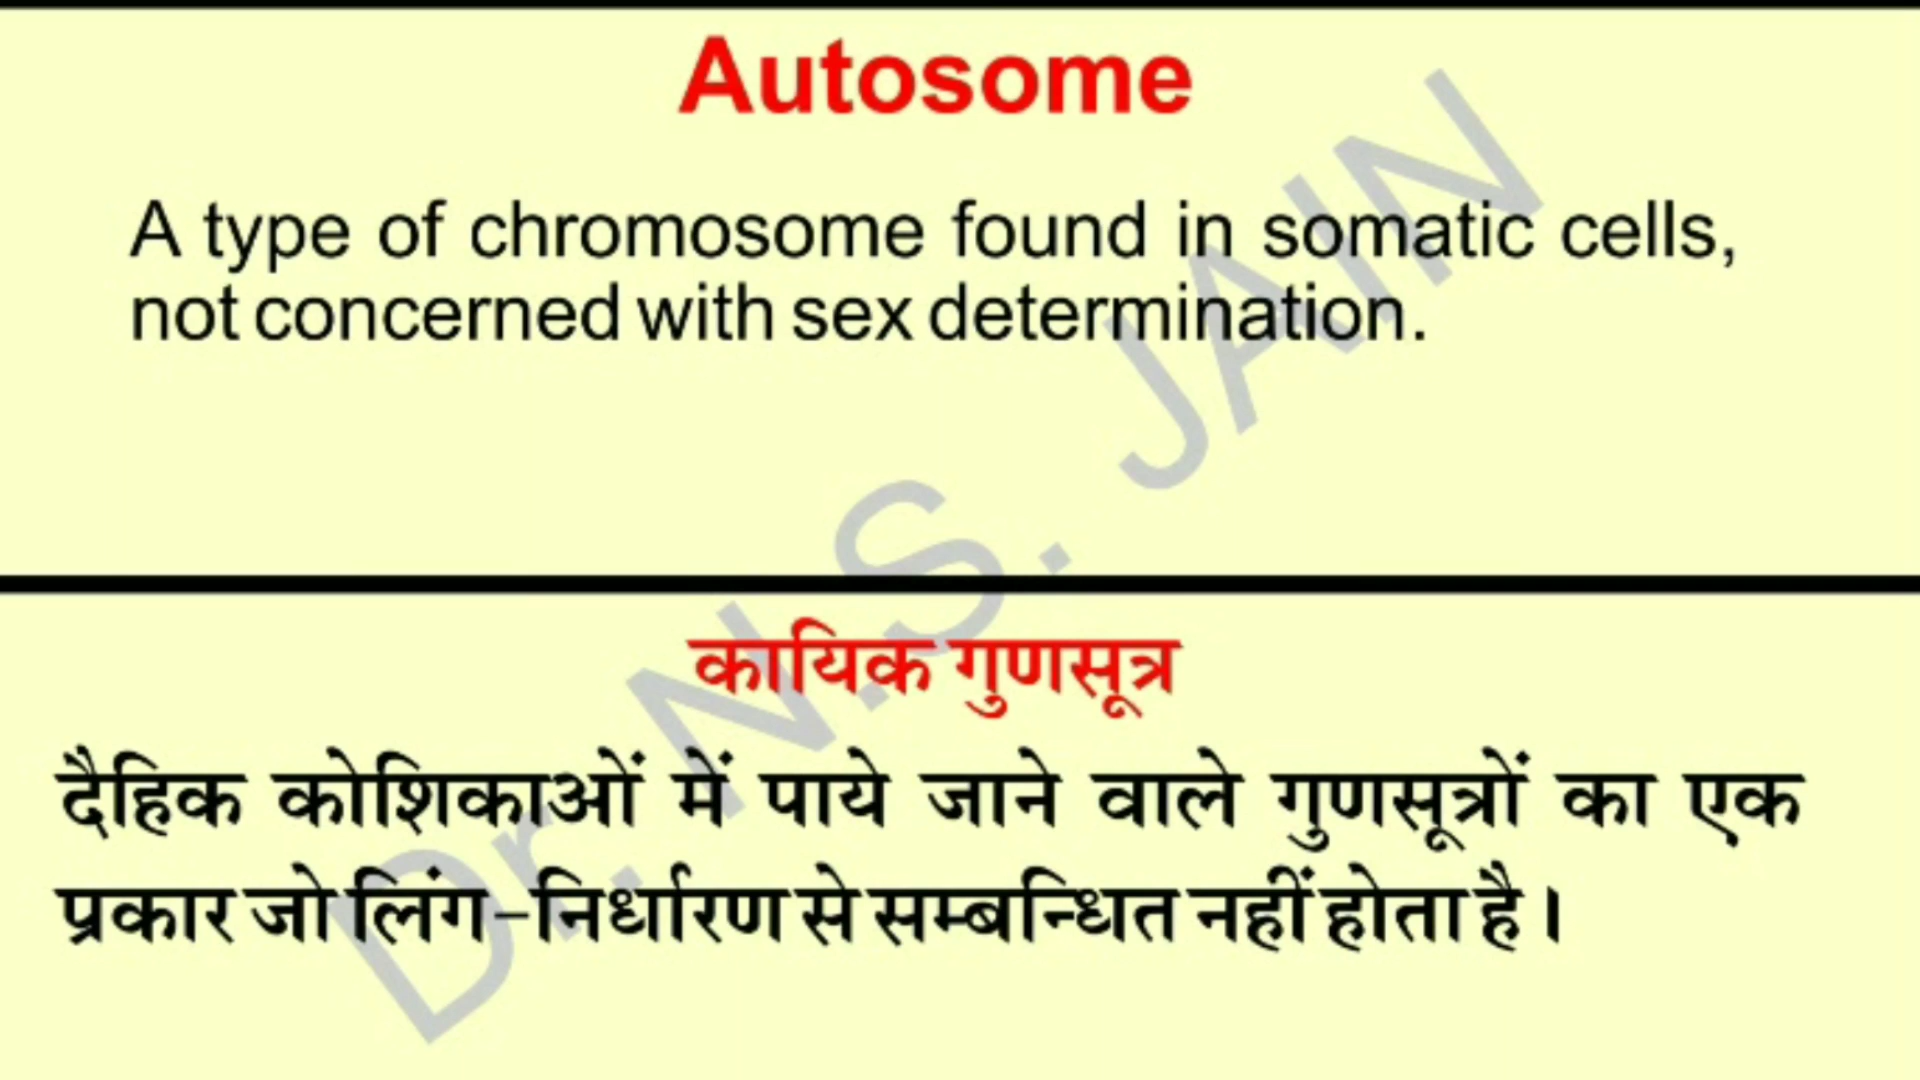 Autosome
A type of chromosome found in somatic cells,
not concerned with sex determination.
कायिक गुणसूत्र
दैहिक कोशिकाओं में पाये जाने वाले गुणसूत्रों का एक
प्रकार जो लिंग-निर्धारण से सम्बन्धित नहीं होता है।
Dr. N.S. JAIN